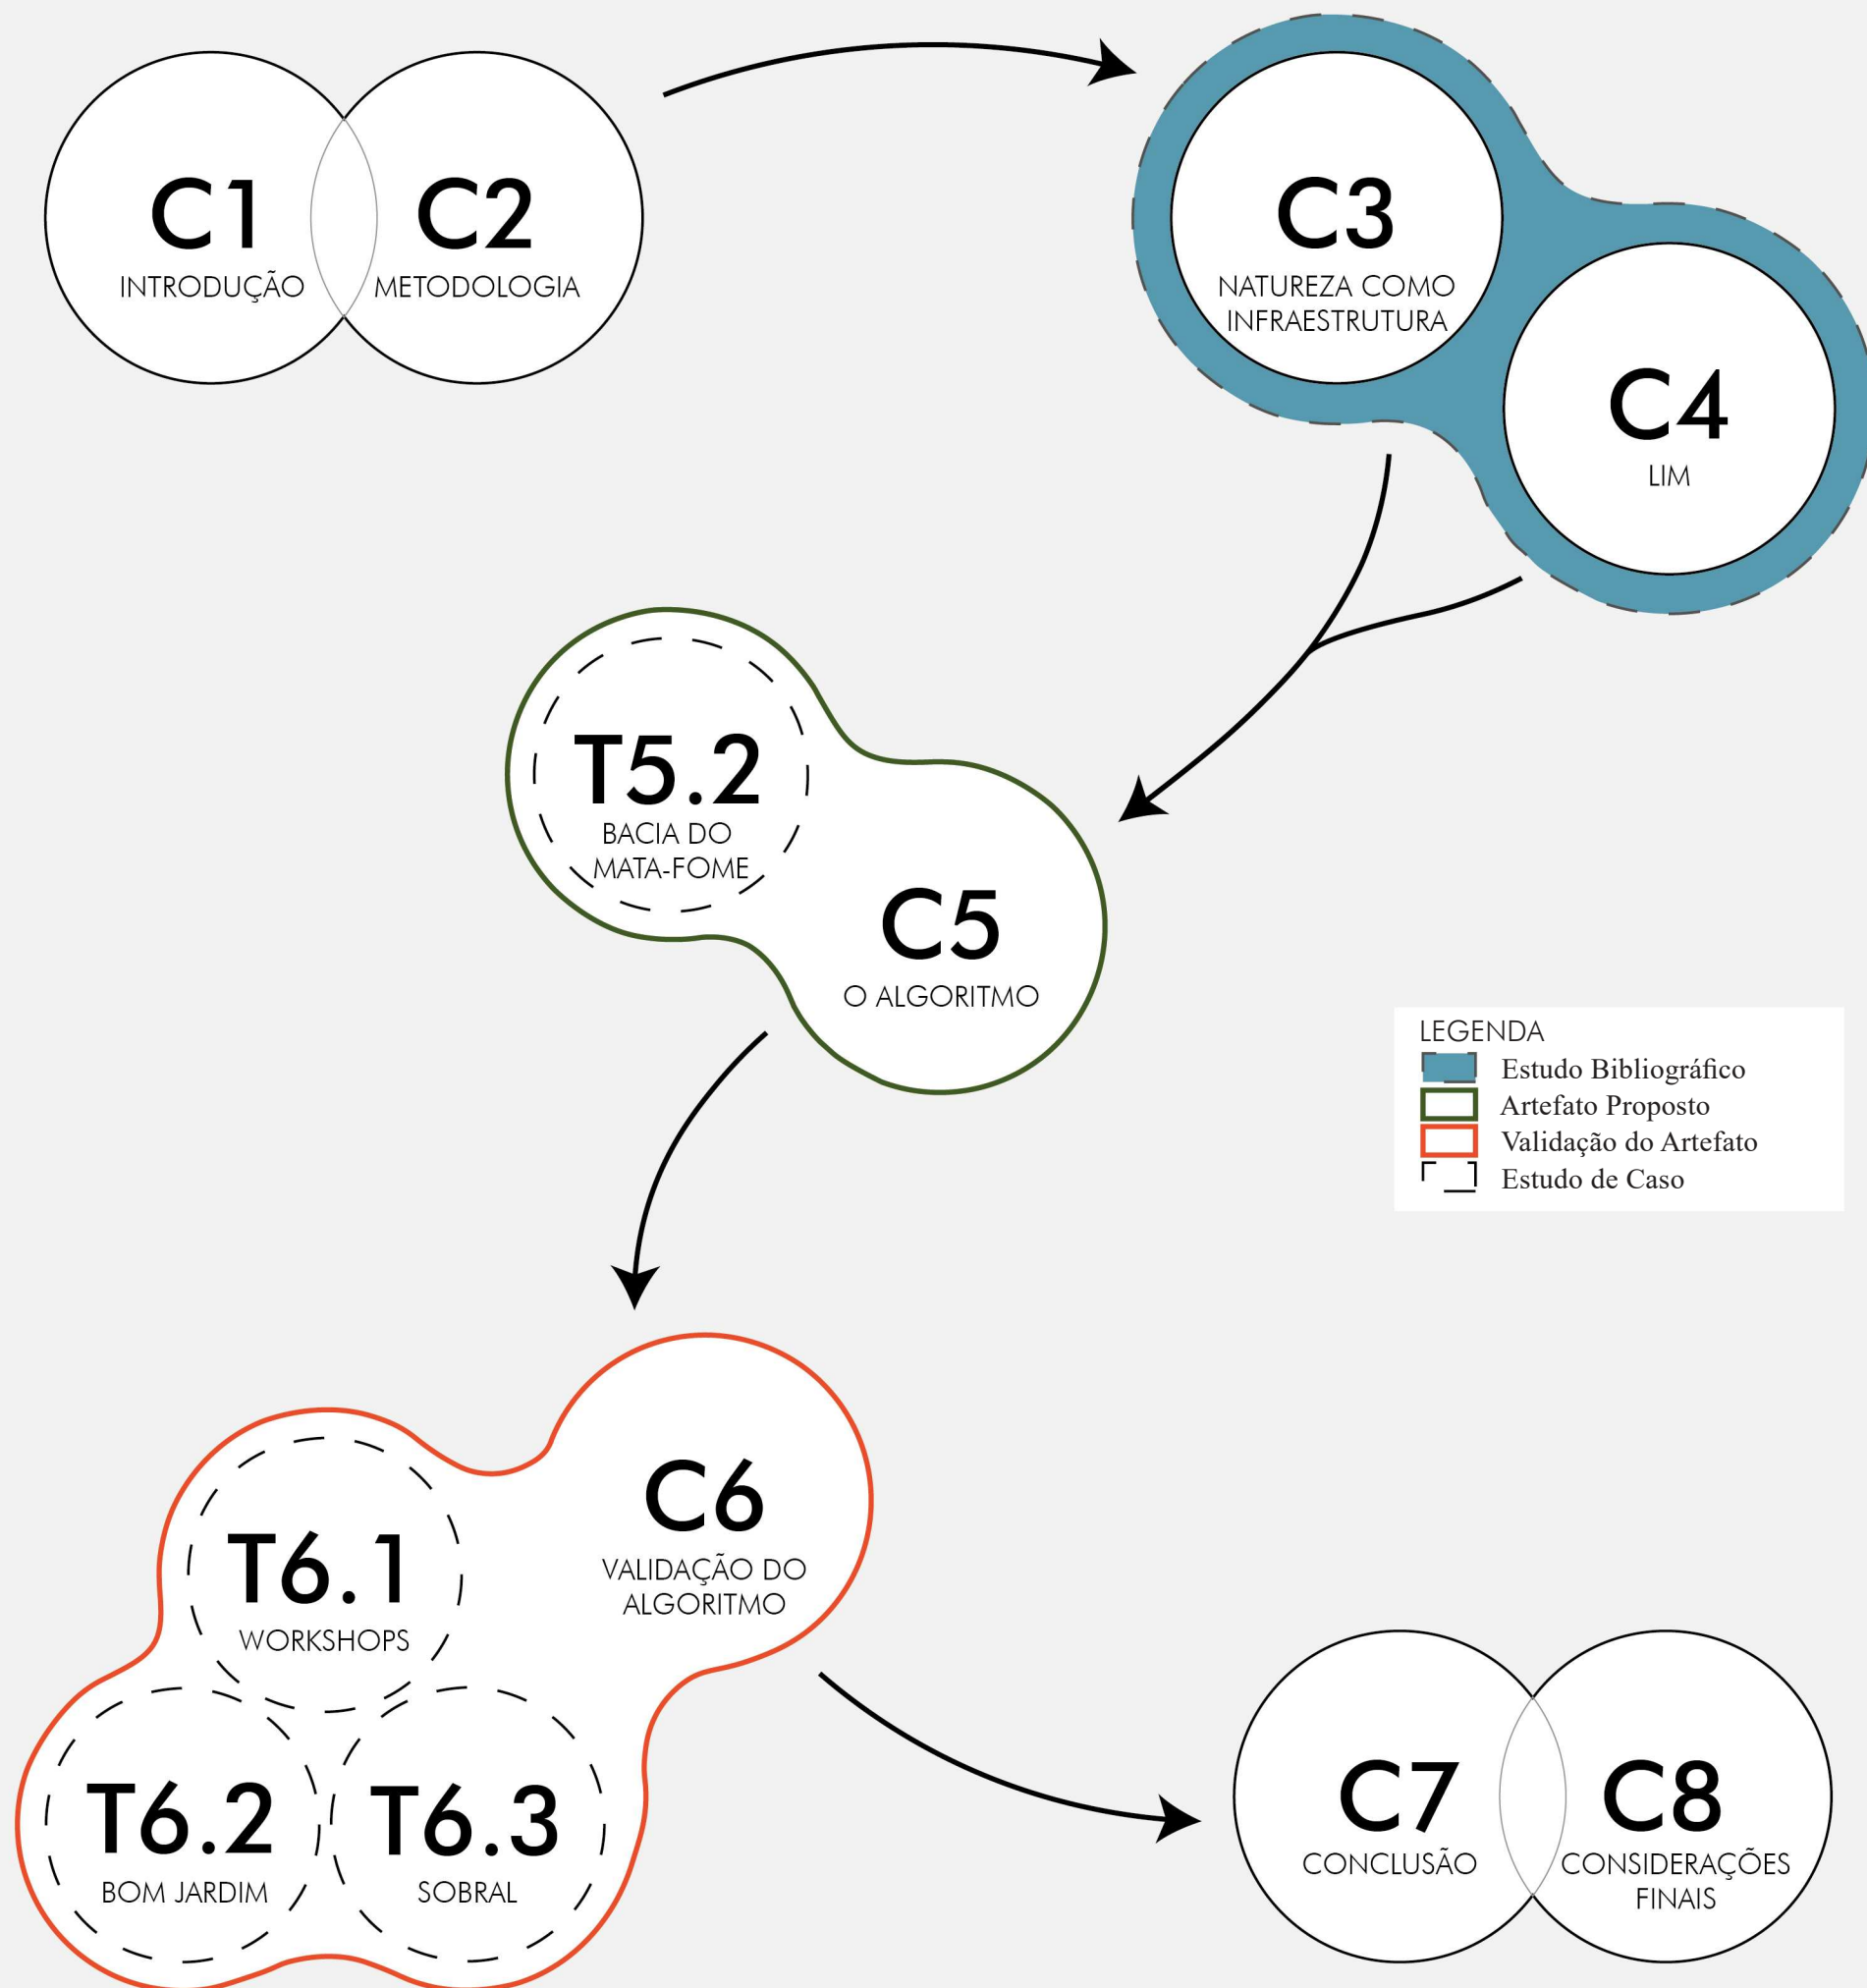 C1
INTRODUÇÃO
C2
METODOLOGIA
C3
NATUREZA COMO
INFRAESTRUTURA
C4
LIM
T5.2
BACIA DO
MATA-FOME
C5
O ALGORITMO
LEGENDA
Estudo Bibliográfico
Artefato Proposto
Validação do Artefato
Estudo de Caso
C6
VALIDAÇÃO DO
ALGORITMO
T6.1
WORKSHOPS
T6.2
BOM JARDIM
T6.3
SOBRAL
C7
CONCLUSÃO
C8
CONSIDERAÇÕES
FINAIS